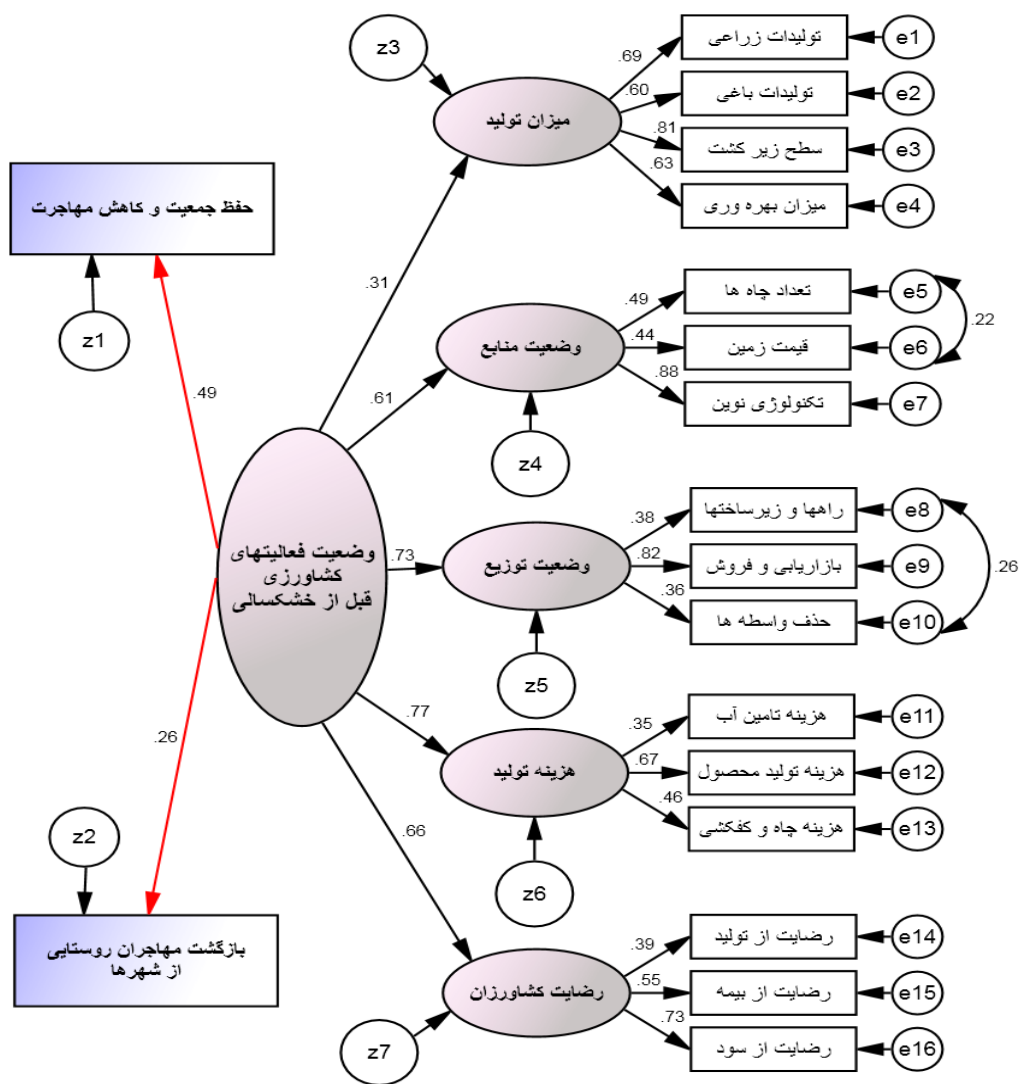 z3
میزان تولید
.69
.60
.81
.63
تولیدات زراعی
تولیدات باغی
سطح زیر کشت
میزان بهره وری
e1
e2
e3
e4
حفظ جمعیت و کاهش مهاجرت
z1
.49
.31
.61
وضعیت منابع
z4
.49
.44
.88
تعداد چاه ها
قیمت زمین
تکنولوژی نوین
e5
e6
e7
.22
وضعیت فعالیتهای
کشاورزی
قبل از خشکسالی
.73
وضعیت توزیع
z5
.38
.82
.36
راهها و زیرساختها
بازاریابی و فروش
حذف واسطه ها
e8
e9
e10
.26
.77
هزینه تولید
z6
.35
.67
.46
هزینه تامین آب
هزینه تولید محصول
هزینه چاه و کفکشی
e11
e12
e13
.26
z2
بازگشت مهاجران روستایی
از شهرها
.66
رضایت کشاورزان
z7
.39
.55
.73
رضایت از تولید
رضایت از بیمه
رضایت از سود
e14
e15
e16